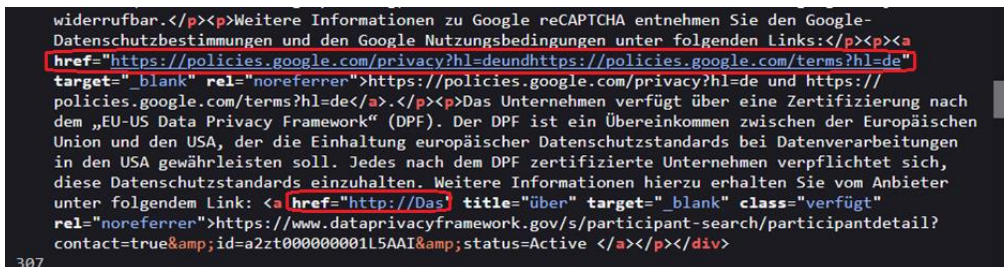 widerrufbar.</p><p>Weitere Informationen zu Google reCAPTCHA entnehmen Sie den Google-
Datenschutzbestimmungen und den Google Nutzungsbedingungen unter folgenden Links:</p><p><a
href="https://policies.google.com/privacy?hl=deundhttps://policies.google.com/terms?hl=de"
target="_blank" rel="noreferrer">https://policies.google.com/privacy?hl=de und https://
policies.google.com/terms?hl=de</a>.</p><p>Das Unternehmen verfügt über eine Zertifizierung nach
dem „EU-US Data Privacy Framework“ (DPF). Der DPF ist ein Übereinkommen zwischen der Europäischen
Union und den USA, der die Einhaltung europäischer Datenschutzstandards bei Datenverarbeitungen
in den USA gewährleisten soll. Jedes nach dem DPF zertifizierte Unternehmen verpflichtet sich,
diese Datenschutzstandards einzuhalten. Weitere Informationen hierzu erhalten Sie vom Anbieter
unter folgendem Link: <a href="http://Das" title="über" target="_blank" class="verfügt"
rel="noreferrer">https://www.dataprivacyframework.gov/s/participant-search/participantdetail?
contact=true&amp;id=a2zt000000001L5AAI&amp;status=Active </a></p></div>
307